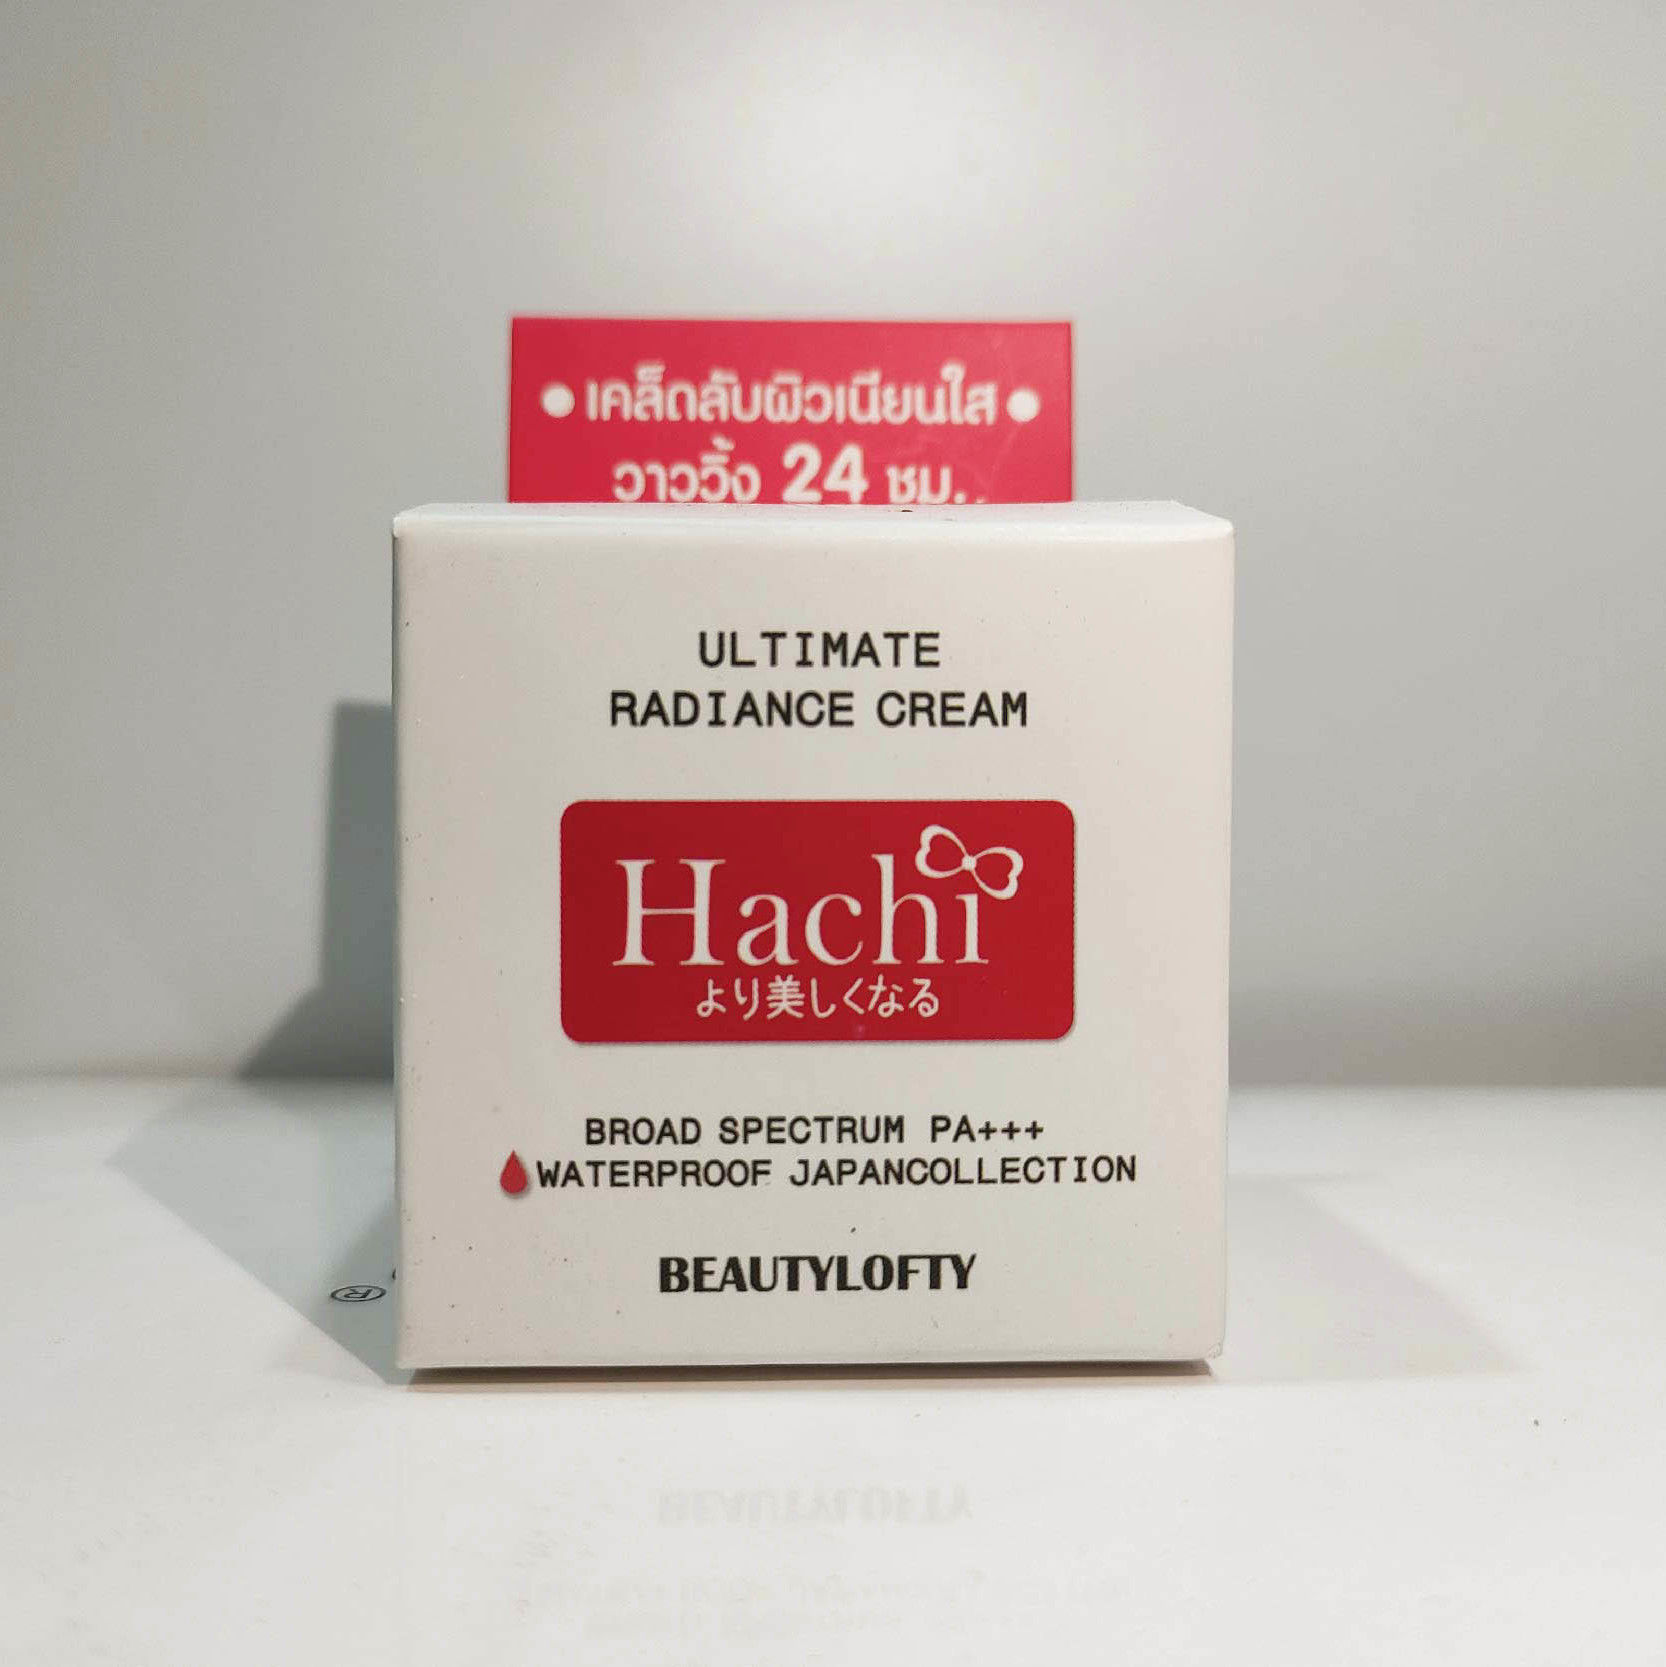 • เคล็ดลับผิวเนียนใส •
วาววิ้ง 24 ชม.
ULTIMATE
RADIANCE CREAM
Hachi
より美しくなる
BROAD SPECTRUM PA+++
WATERPROOF JAPANCOLLECTION
BEAUTYLOFTY
®